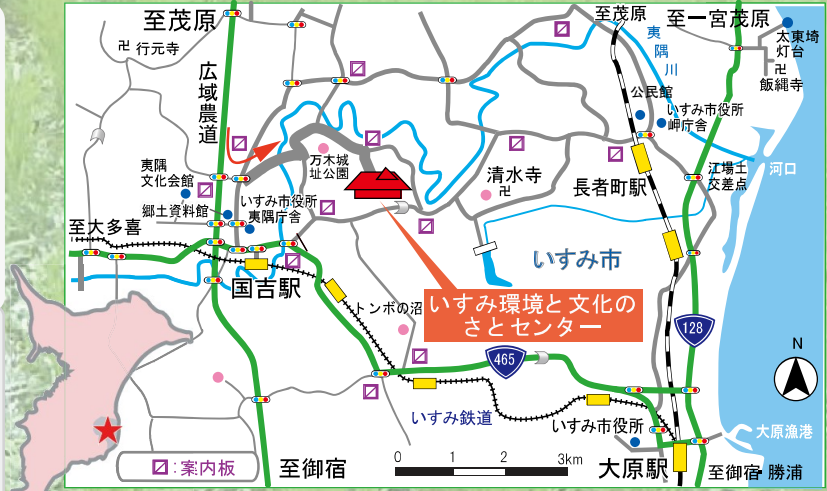 至茂原
至茂原
至一宮茂原
卍 行元寺
夷
隅
川
太東埼
灯台
卍
飯縄寺
広域農道
公民館
いすみ市役所
岬庁舎
夷隅
文化会館
万木城
址公園
清水寺
卍
長者町駅
江場土
交差点
河口
郷土資料館
いすみ市役所
夷隅庁舎
至大多喜
いすみ市
国吉駅
トンボの沼
いすみ環境と文化の
さとセンター
128
465
N
いすみ鉄道
いすみ市役所
大原漁港
:案内板
至御宿
0 1 2 3km
大原駅
至御宿・勝浦